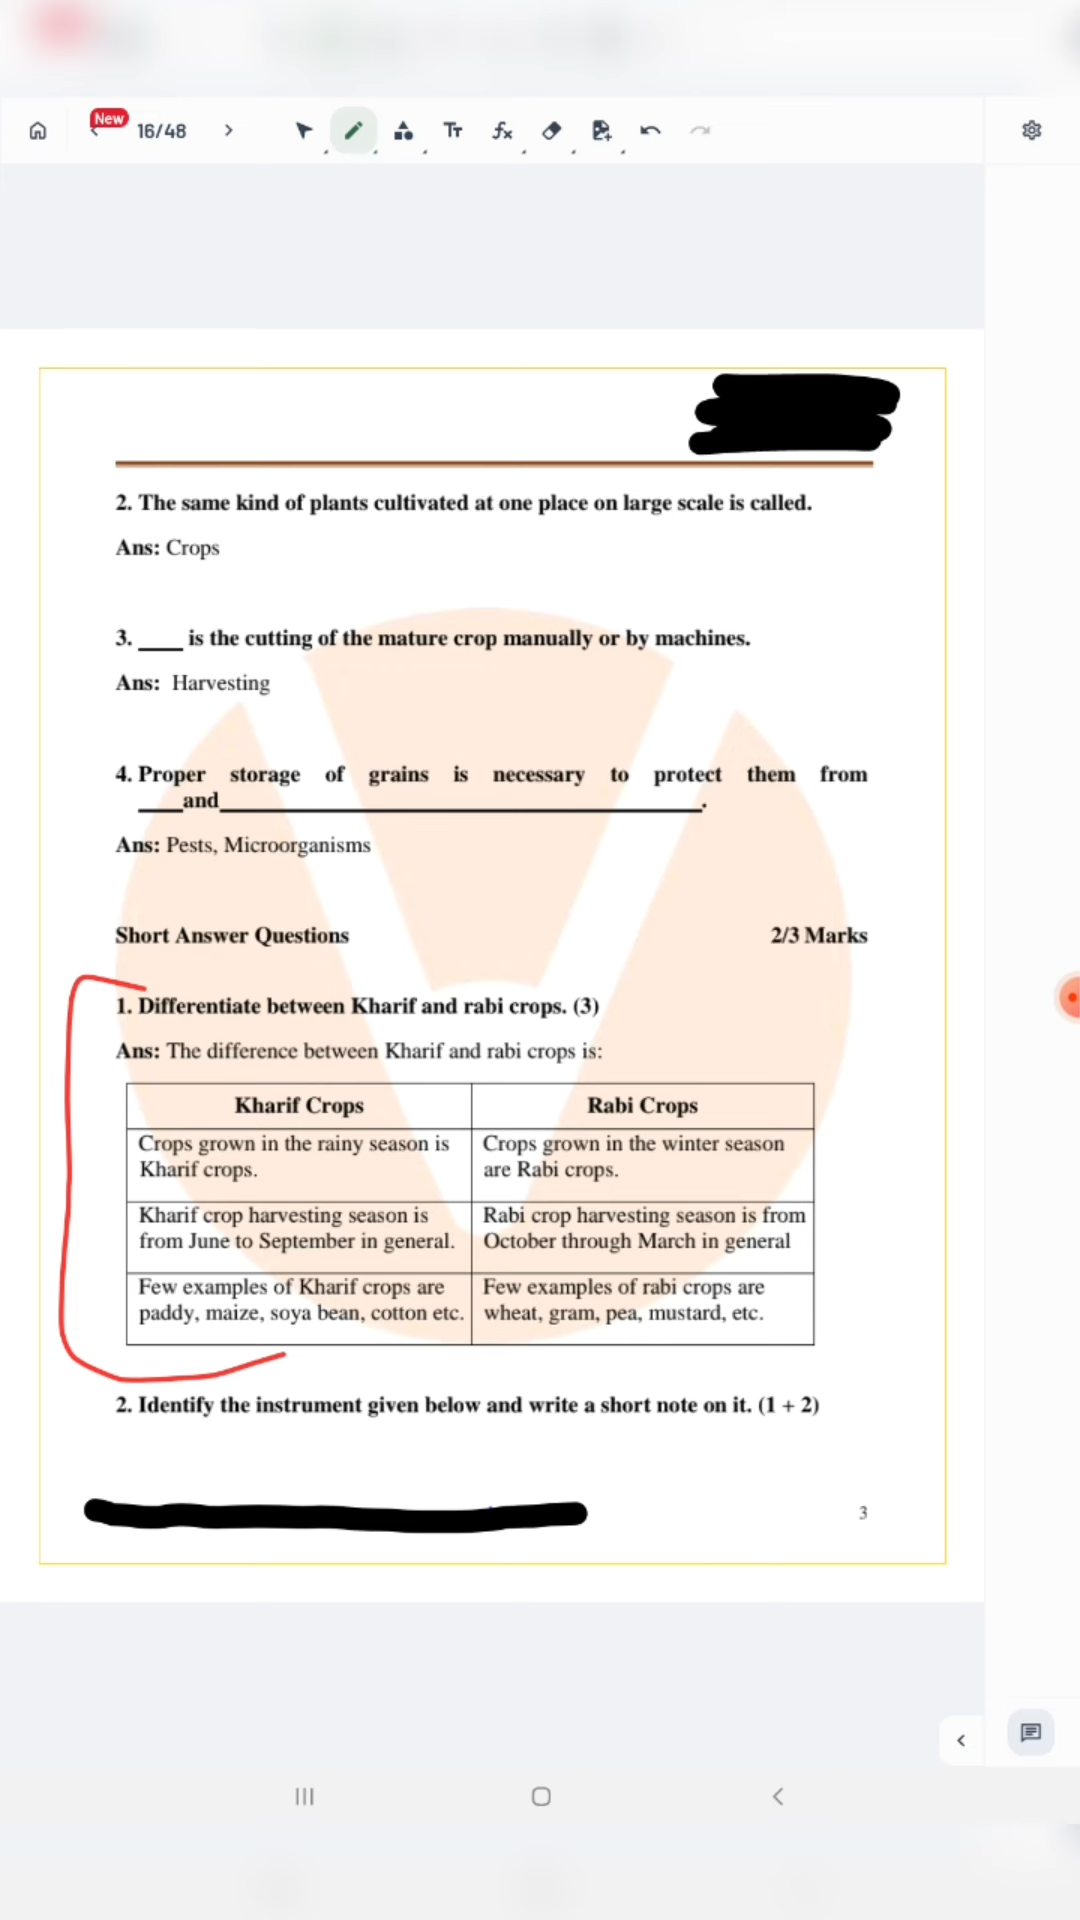 New
16/48
2. The same kind of plants cultivated at one place on large scale is called.
Ans: Crops
3. ____ is the cutting of the mature crop manually or by machines.
Ans: Harvesting
4. Proper storage of grains is necessary to protect them from
____and____.
Ans: Pests, Microorganisms
Short Answer Questions 2/3 Marks
1. Differentiate between Kharif and rabi crops. (3)
Ans: The difference between Kharif and rabi crops is:
Kharif Crops Rabi Crops
Crops grown in the rainy season is Crops grown in the winter season
Kharif crops. are Rabi crops.
Kharif crop harvesting season is Rabi crop harvesting season is from
from June to September in general. October through March in general
Few examples of Kharif crops are Few examples of rabi crops are
paddy, maize, soya bean, cotton etc. wheat, gram, pea, mustard, etc.
2. Identify the instrument given below and write a short note on it. (1 + 2)
3